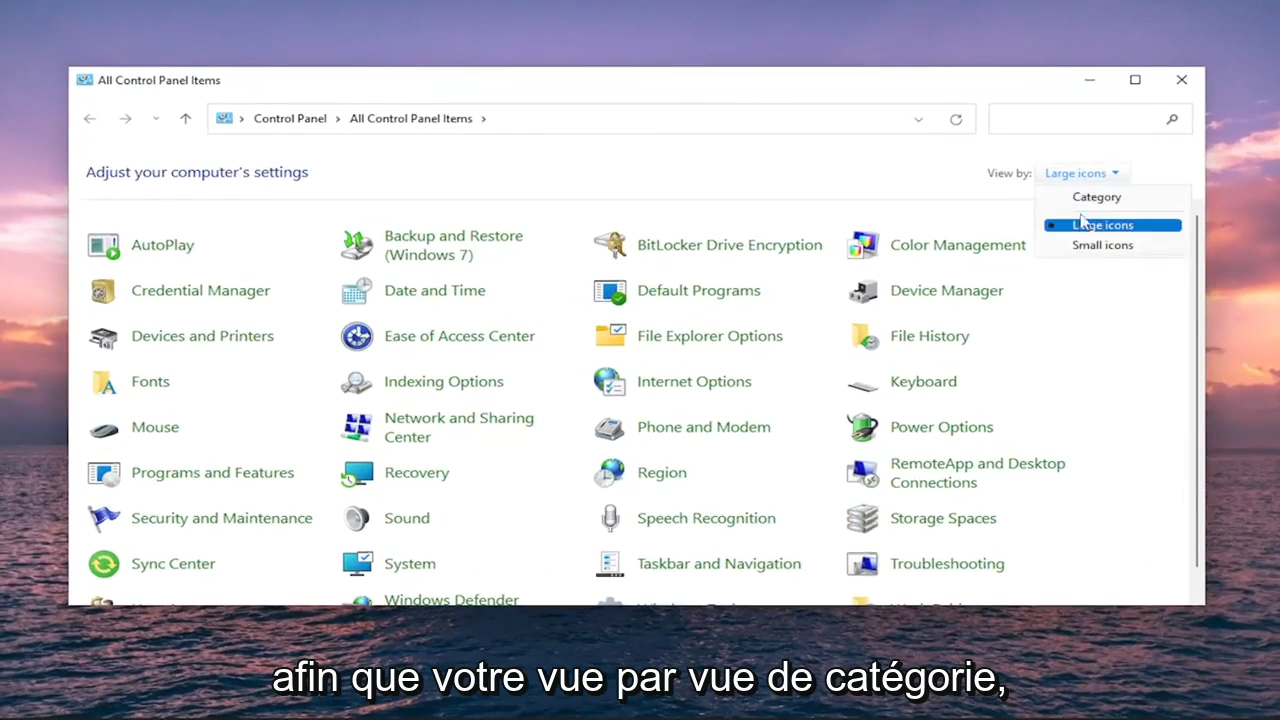 All Control Panel Items
Control Panel › All Control Panel Items ›
Adjust your computer's settings
View by: Large icons
Category
Large icons
Small icons
AutoPlay
Backup and Restore
(Windows 7)
BitLocker Drive Encryption
Color Management
Credential Manager
Date and Time
Default Programs
Device Manager
Devices and Printers
Ease of Access Center
File Explorer Options
File History
Fonts
Indexing Options
Internet Options
Keyboard
Mouse
Network and Sharing
Center
Phone and Modem
Power Options
Programs and Features
Recovery
Region
RemoteApp and Desktop
Connections
Security and Maintenance
Sound
Speech Recognition
Storage Spaces
Sync Center
System
Taskbar and Navigation
Troubleshooting
Windows Defender
afin que votre vue par vue de catégorie,